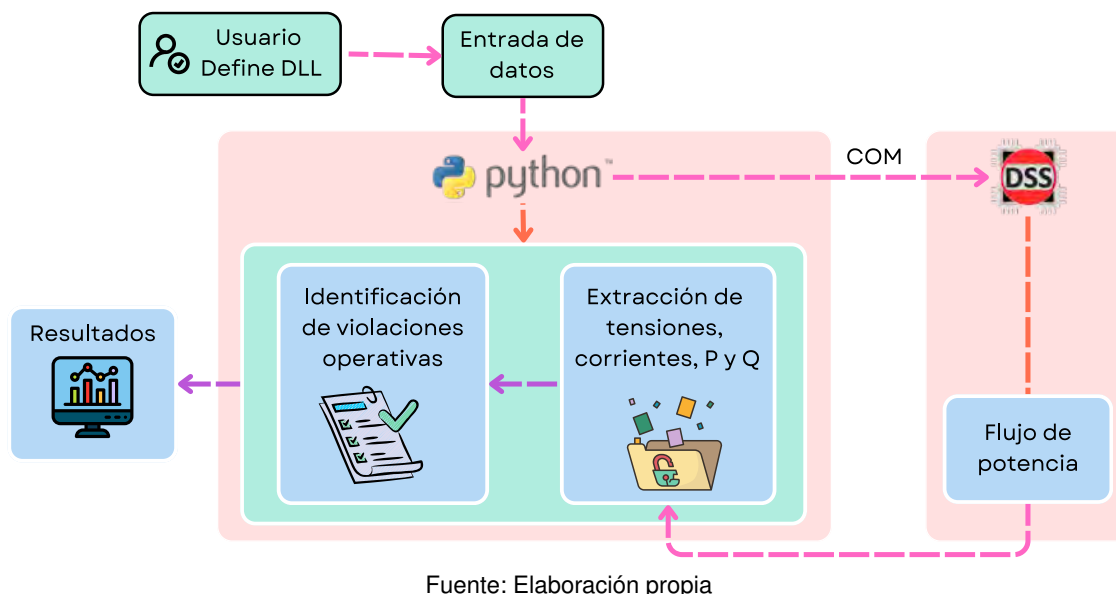 Usuario
Define DLL
Entrada de
datos
python™
COM
DSS
Identificación
de violaciones
operativas
Extracción de
tensiones,
corrientes, P y Q
Resultados
Flujo de
potencia
Fuente: Elaboración propia